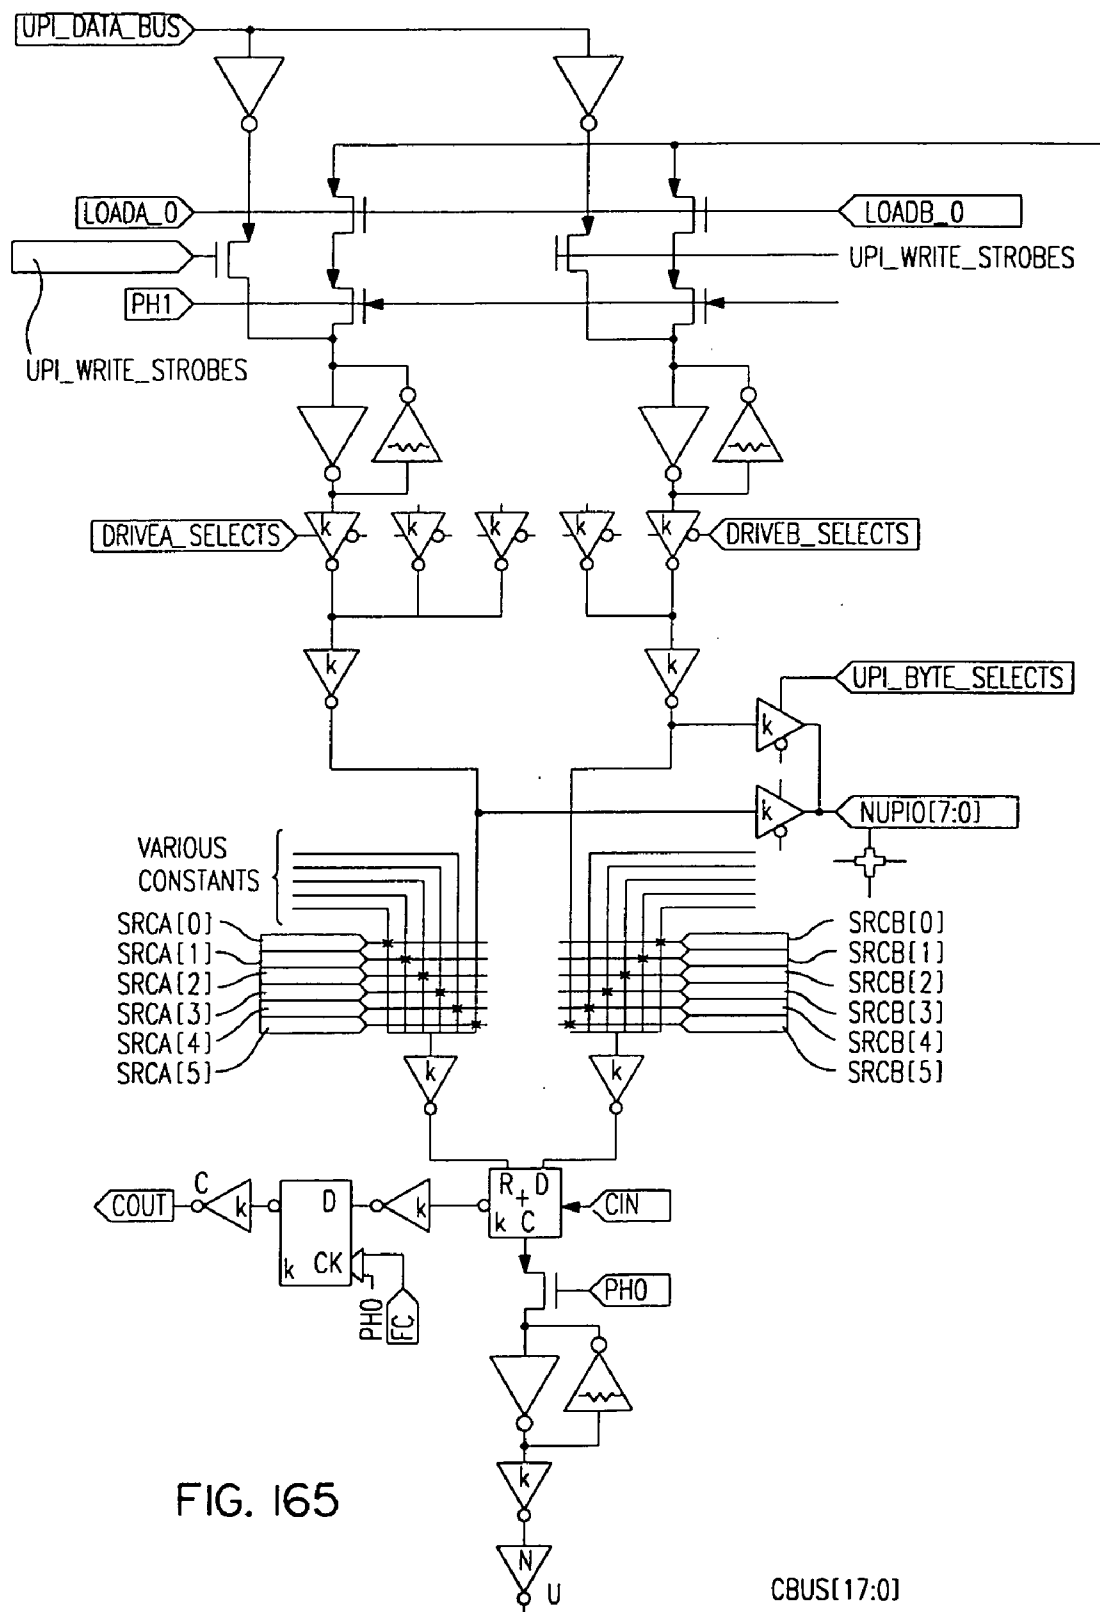 UPI_DATA_BUS
LOADA_0
LOADB_0
UPI_WRITE_STROBES
PH1
UPI_WRITE_STROBES
DRIVEA_SELECTS
k
k
k
k
k
DRIVEB_SELECTS
k
k
UPI_BYTE_SELECTS
k
k
NUPIO[7:0]
VARIOUS
CONSTANTS
SRCA[0]
SRCA[1]
SRCA[2]
SRCA[3]
SRCA[4]
SRCA[5]
SRCB[0]
SRCB[1]
SRCB[2]
SRCB[3]
SRCB[4]
SRCB[5]
k
k
COUT
C
k
D
k
CK
PH0
FC
k
R + D
k C
CIN
PH0
k
N
U
FIG. 165
CBUS[17:0]